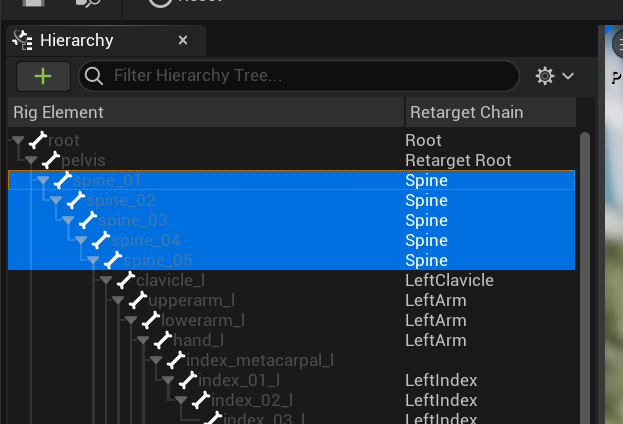 Hierarchy
Filter Hierarchy Tree...
Rig Element Retarget Chain
root Root
pelvis Retarget Root
spine_01 Spine
spine_02 Spine
spine_03 Spine
spine_04 Spine
spine_05 Spine
clavicle_l LeftClavicle
upperarm_l LeftArm
lowerarm_l LeftArm
hand_l LeftArm
index_metacarpal_l
index_01_l LeftIndex
index_02_l LeftIndex
index_03_l LeftIndex